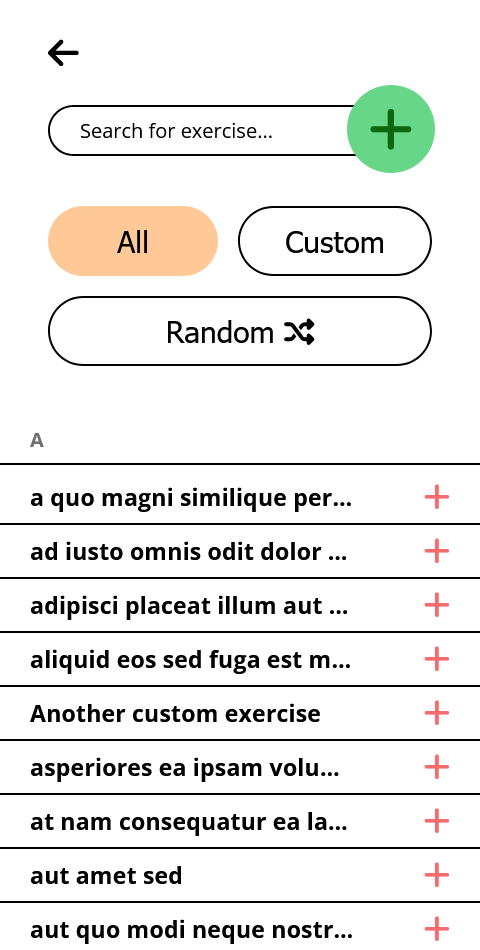 Search for exercise...
All
Custom
Random
A
a quo magni similique per...
ad iusto omnis odit dolor ...
adipisci placeat illum aut ...
aliquid eos sed fuga est m...
Another custom exercise
asperiores ea ipsam volu...
at nam consequatur ea la...
aut amet sed
aut quo modi neque nostr...